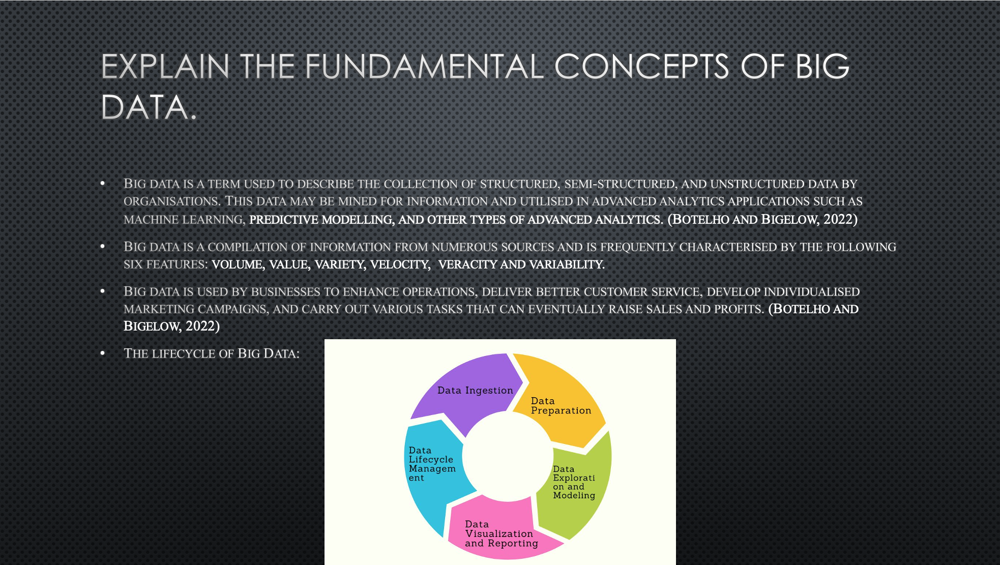 EXPLAIN THE FUNDAMENTAL CONCEPTS OF BIG
DATA.
• BIG DATA IS A TERM USED TO DESCRIBE THE COLLECTION OF STRUCTURED, SEMI-STRUCTURED, AND UNSTRUCTURED DATA BY
ORGANISATIONS. THIS DATA MAY BE MINED FOR INFORMATION AND UTILISED IN ADVANCED ANALYTICS APPLICATIONS SUCH AS
MACHINE LEARNING, PREDICTIVE MODELLING, AND OTHER TYPES OF ADVANCED ANALYTICS. (BOTELHO AND BIGELOW, 2022)
• BIG DATA IS A COMPILATION OF INFORMATION FROM NUMEROUS SOURCES AND IS FREQUENTLY CHARACTERISED BY THE FOLLOWING
SIX FEATURES: VOLUME, VALUE, VARIETY, VELOCITY, VERACITY AND VARIABILITY.
• BIG DATA IS USED BY BUSINESSES TO ENHANCE OPERATIONS, DELIVER BETTER CUSTOMER SERVICE, DEVELOP INDIVIDUALISED
MARKETING CAMPAIGNS, AND CARRY OUT VARIOUS TASKS THAT CAN EVENTUALLY RAISE SALES AND PROFITS. (BOTELHO AND
BIGELOW, 2022)
• THE LIFECYCLE OF BIG DATA:
Data Ingestion
Data
Preparation
Data
Explorati
on and
Modeling
Data
Visualization
and Reporting
Data
Lifecycle
Managem
ent